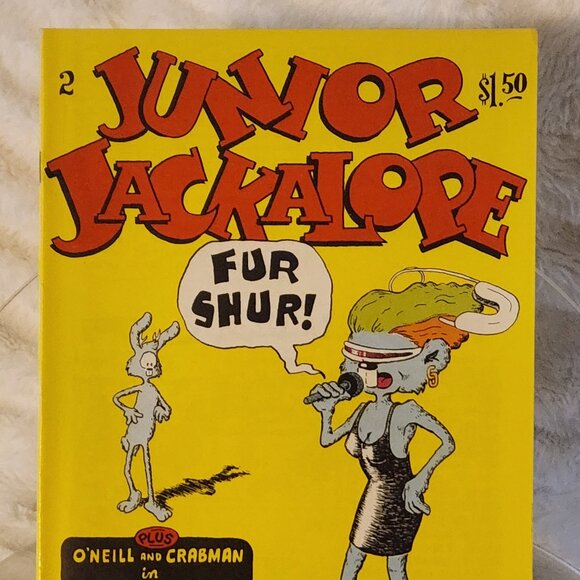 2
$1.50
JUNIOR
JACKALOPE
FUR
SHUR!
PLUS
O'NEILL AND CRABMAN
in